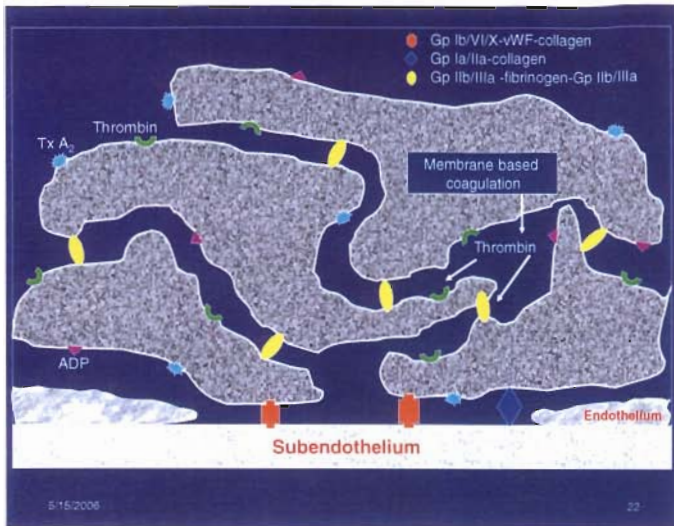 Gp Ib/VI/X-vWF-collagen
Gp Ia/IIa-collagen
Gp IIb/IIIa -fibrinogen-Gp IIb/IIIa
Thrombin
Tx A2
Membrane based
coagulation
Thrombin
ADP
Endothelium
Subendothelium
5/15/2006
22